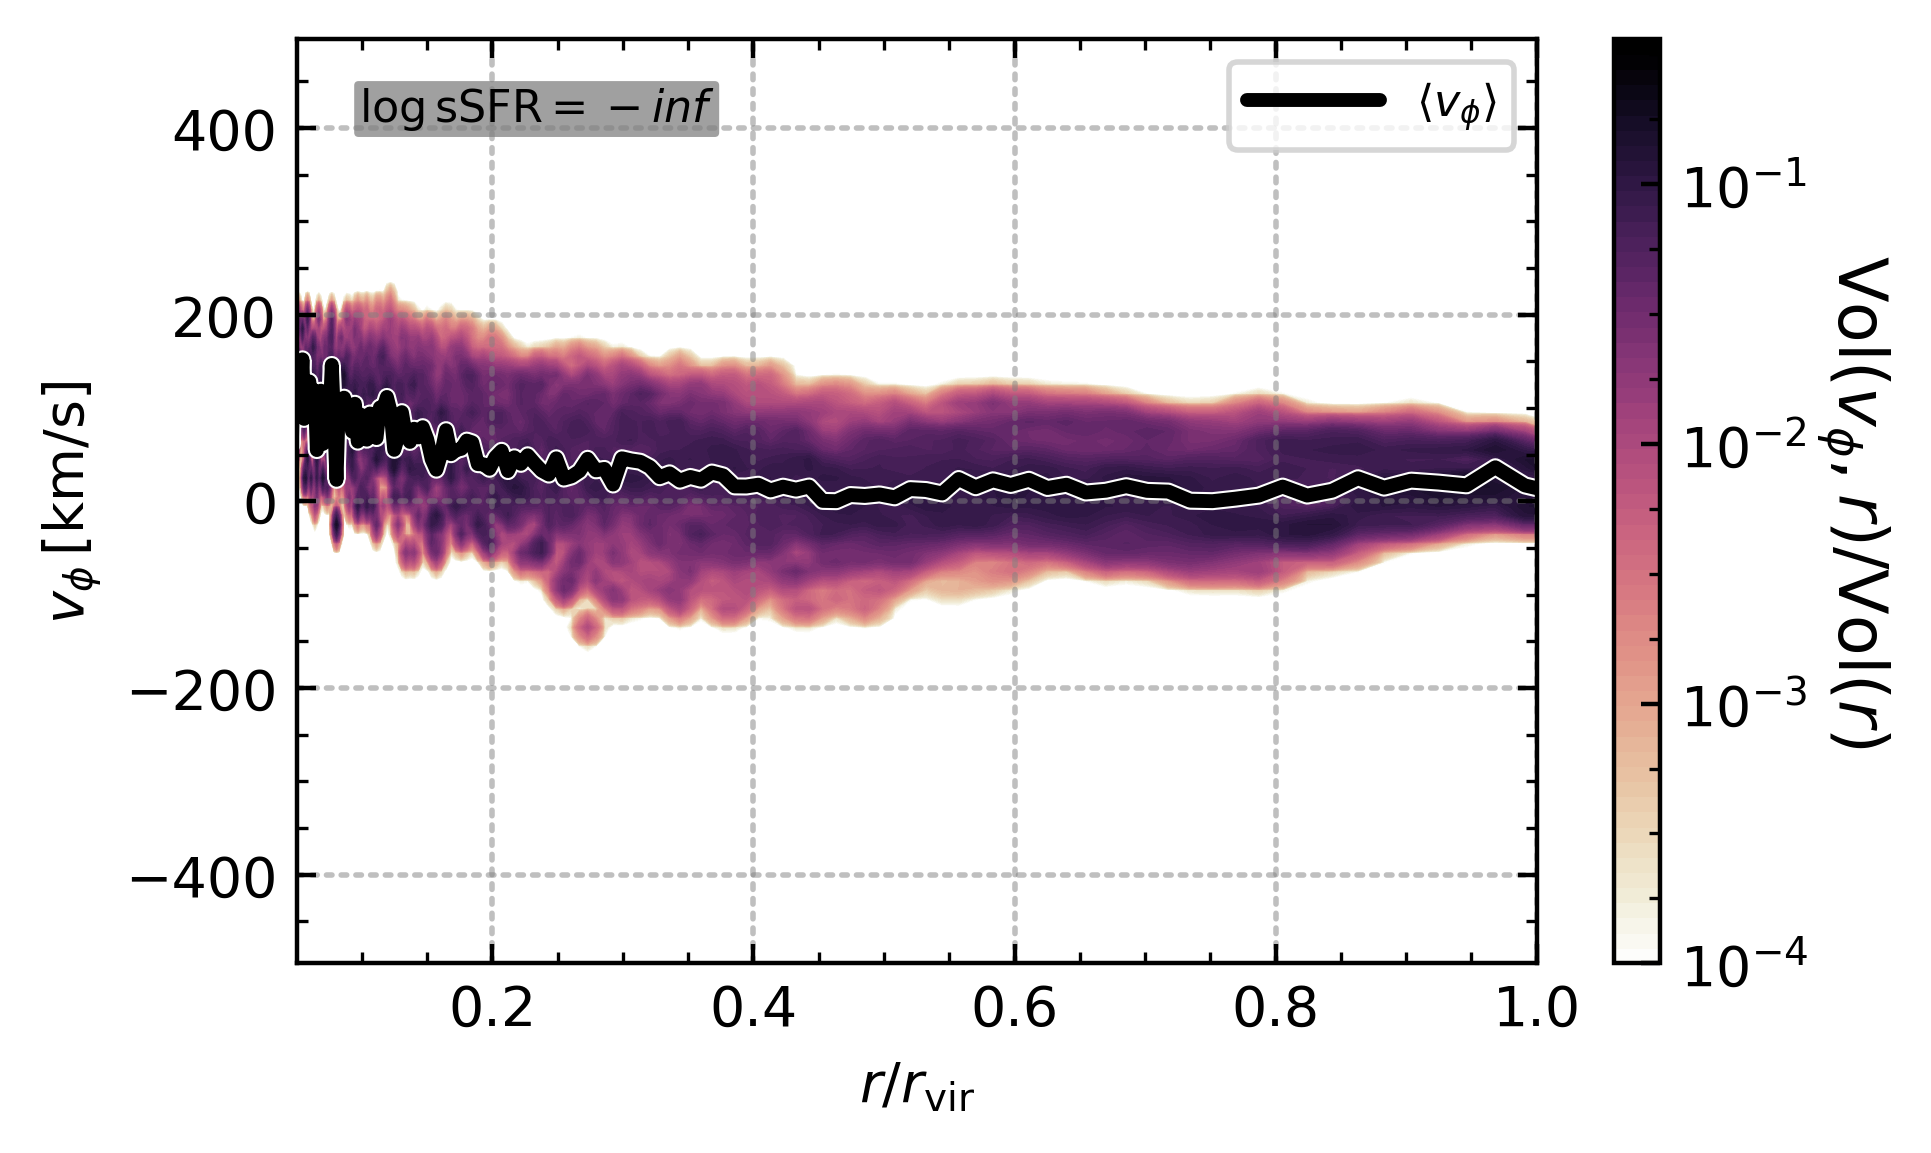 log sSFR = − inf
⟨v_ϕ⟩
400
200
0
−200
−400
v_ϕ [km/s]
0.2 0.4 0.6 0.8 1.0
r/r_vir
10^−1
10^−2
10^−3
10^−4
Vol(v_ϕ, r)/Vol(r)